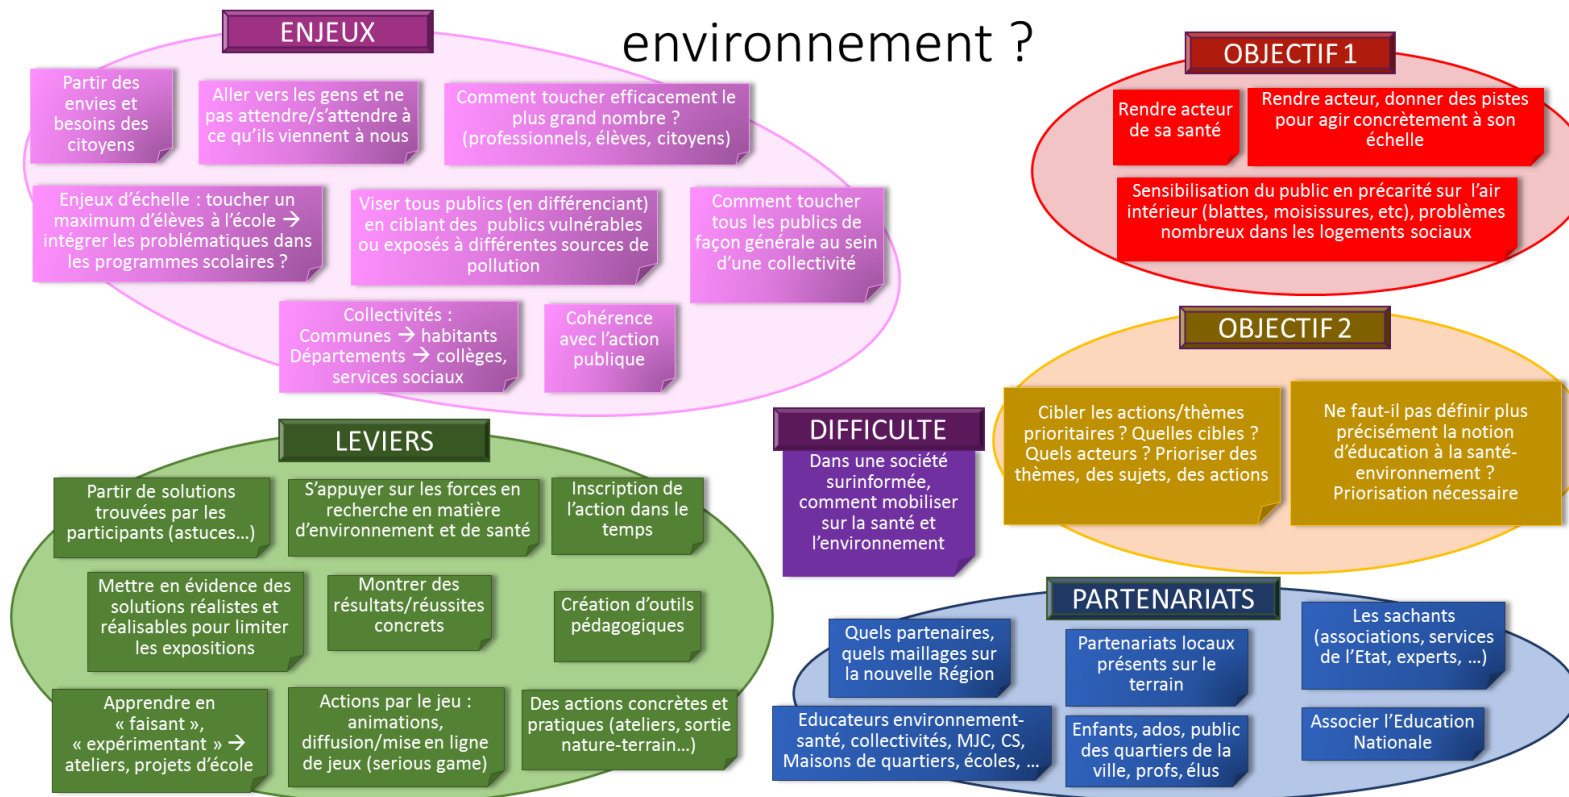 environnement ?
ENJEUX
Partir des
envies et
besoins des
citoyens
Aller vers les gens et ne
pas attendre/s’attendre à
ce qu’ils viennent à nous
Comment toucher efficacement le
plus grand nombre ?
(professionnels, élèves, citoyens)
Enjeux d’échelle : toucher un
maximum d’élèves à l’école →
intégrer les problématiques dans
les programmes scolaires ?
Viser tous publics (en différenciant)
en ciblant des publics vulnérables
ou exposés à différentes sources de
pollution
Comment toucher
tous les publics de
façon générale au sein
d’une collectivité
Collectivités :
Communes → habitants
Départements → collèges,
services sociaux
Cohérence
avec l’action
publique
OBJECTIF 1
Rendre acteur
de sa santé
Rendre acteur, donner des pistes
pour agir concrètement à son
échelle
Sensibilisation du public en précarité sur l’air
intérieur (blattes, moisissures, etc), problèmes
nombreux dans les logements sociaux
OBJECTIF 2
Cibler les actions/thèmes
prioritaires ? Quelles cibles ?
Quels acteurs ? Prioriser des
thèmes, des sujets, des actions
Ne faut-il pas définir plus
précisément la notion
d’éducation à la santé-
environnement ?
Priorisation nécessaire
LEVIERS
Partir de solutions
trouvées par les
participants (astuces…)
S’appuyer sur les forces en
recherche en matière
d’environnement et de santé
Inscription de
l’action dans le
temps
Mettre en évidence des
solutions réalistes et
réalisables pour limiter
les expositions
Montrer des
résultats/réussites
concrets
Création d’outils
pédagogiques
Apprendre en
« faisant »,
« expérimentant » →
ateliers, projets d’école
Actions par le jeu :
animations,
diffusion/mise en ligne
de jeux (serious game)
Des actions concrètes et
pratiques (ateliers, sortie
nature-terrain…)
DIFFICULTE
Dans une société
surinformée,
comment mobiliser
sur la santé et
l’environnement
PARTENARIATS
Quels partenaires,
quels maillages sur
la nouvelle Région
Partenariats locaux
présents sur le
terrain
Les sachants
(associations, services
de l’Etat, experts, …)
Educateurs environnement-
santé, collectivités, MJC, CS,
Maisons de quartiers, écoles, …
Enfants, ados, public
des quartiers de la
ville, profs, élus
Associer l’Education
Nationale